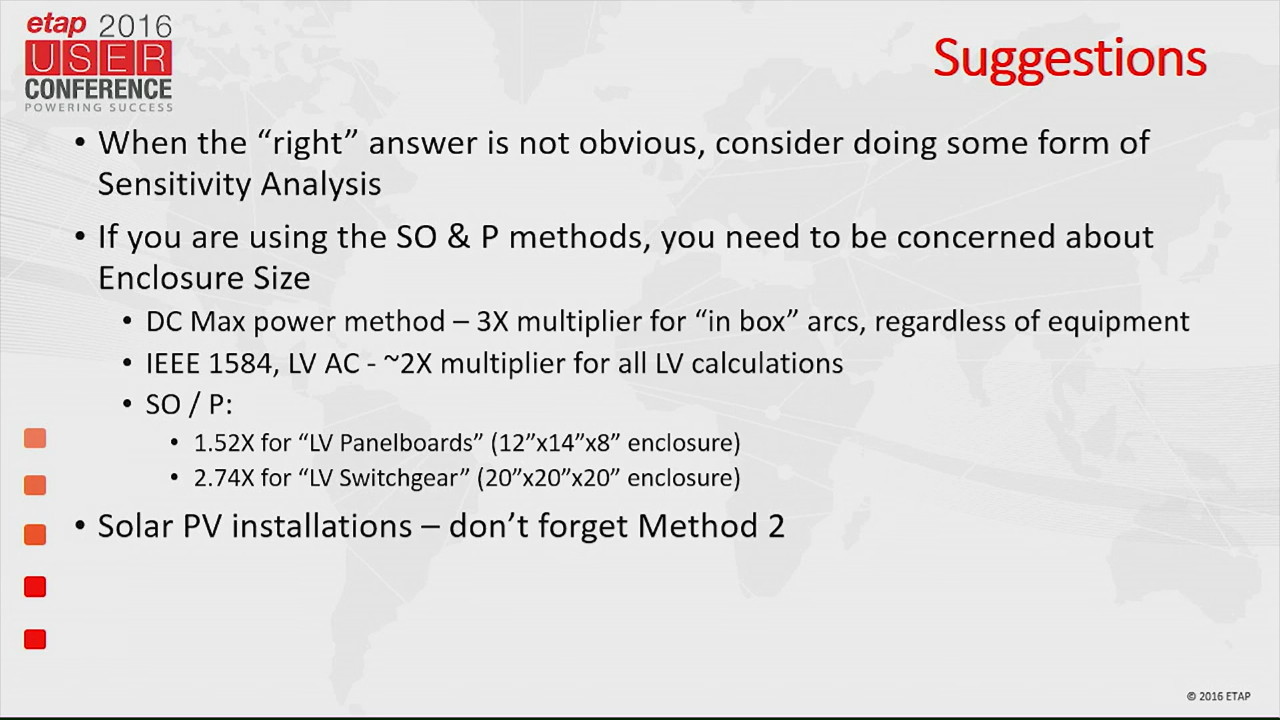 etap 2016
USER
CONFERENCE
POWERING SUCCESS
Suggestions
• When the “right” answer is not obvious, consider doing some form of
Sensitivity Analysis
• If you are using the SO & P methods, you need to be concerned about
Enclosure Size
• DC Max power method – 3X multiplier for “in box” arcs, regardless of equipment
• IEEE 1584, LV AC - ~2X multiplier for all LV calculations
• SO / P:
• 1.52X for “LV Panelboards” (12”x14”x8” enclosure)
• 2.74X for “LV Switchgear” (20”x20”x20” enclosure)
• Solar PV installations – don’t forget Method 2
© 2016 ETAP